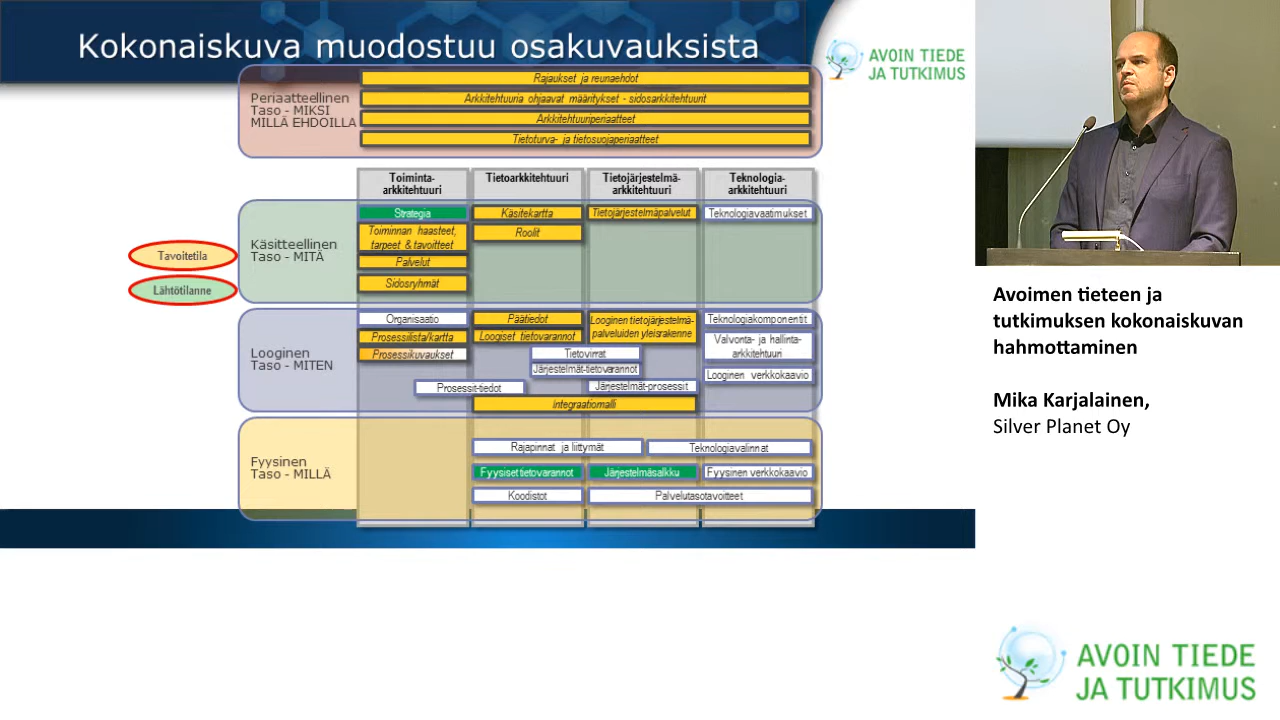 Kokonaiskuva muodostuu osakuvauksista
AVOIN TIEDE
JA TUTKIMUS
Periaatteellinen
Taso - MIKSI
MILLÄ EHDOILLA
Rajaukset ja reunaehdot
Arkkitehtuuria ohjaavat määritykset - sidosarkkitehtuurit
Arkkitehtuuriperiaatteet
Tietoturva- ja tietosuojaperiaatteet
Toiminta-
arkkitehtuuri
Tietoarkkitehtuuri
Tietojärjestelmä-
arkkitehtuuri
Teknologia-
arkkitehtuuri
Tavoitetila
Lähtötilanne
Käsitteellinen
Taso - MITÄ
Strategia
Käsitekartta
Tietojärjestelmäpalvelut
Teknologiavaatimukset
Toiminnan haasteet,
tarpeet & tavoitteet
Roolit
Palvelut
Sidosryhmät
Looginen
Taso - MITEN
Organisaatio
Päätiedot
Looginen tietojärjestelmä-
palveluiden yleisrakenne
Teknologiakomponentit
Prosessilista/kartta
Loogiset tietovarannot
Valvonta- ja hallinta-
arkkitehtuuri
Prosessikuvaukset
Tietovirrat
Järjestelmät-tietovarannot
Looginen verkkokaavio
Prosessit-tiedot
Järjestelmät-prosessit
Integraatiomalli
Fyysinen
Taso - MILLÄ
Rajapinnat ja liittymät
Teknologiavalinnat
Fyysiset tietovarannot
Järjestelmäsalkku
Fyysinen verkkokaavio
Koodistot
Palvelutasotavoitteet
Avoimen tieteen ja
tutkimuksen kokonaiskuvan
hahmottaminen
Mika Karjalainen,
Silver Planet Oy
AVOIN TIEDE
JA TUTKIMUS